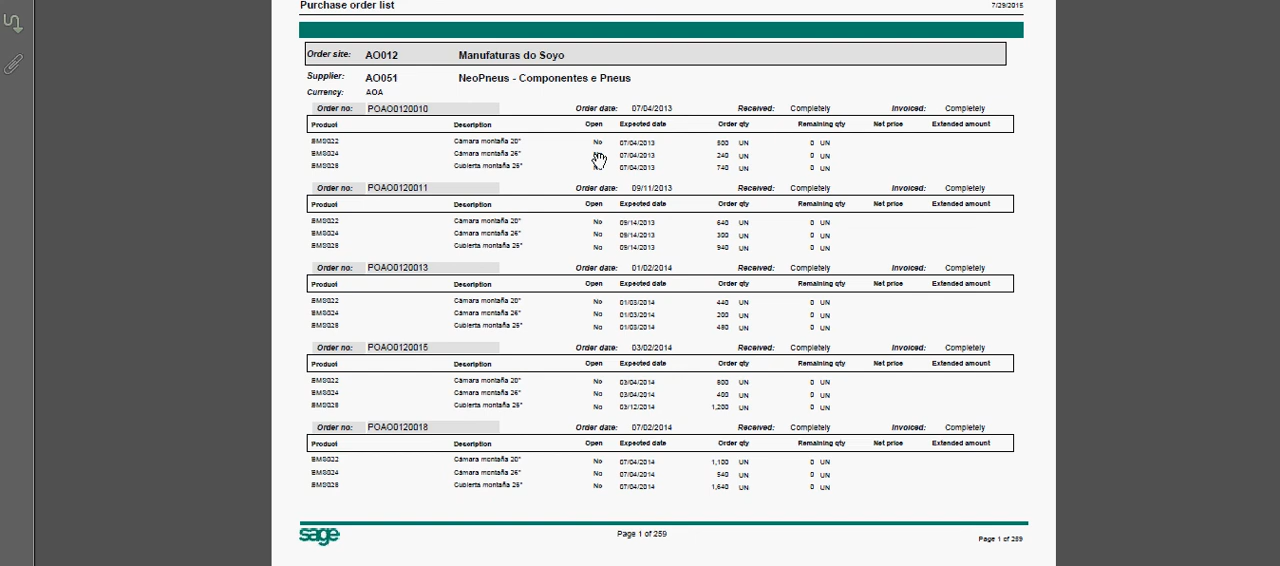 Purchase order list 7/29/2015
Order site: AO012 Manufaturas do Soyo
Supplier: AO051 NeoPneus - Componentes e Pneus
Currency: AOA
Order no: POAO0120010 Order date: 07/04/2013 Received: Completely Invoiced: Completely
Product Description Open Expected date Order qty Remaining qty Net price Extended amount
BMS022 Cámara montaña 20" No 07/04/2013 500 UN 0 UN
BMS024 Cámara montaña 26" 07/04/2013 240 UN 0 UN
BMS028 Cubierta montaña 26" 07/04/2013 740 UN 0 UN
Order no: POAO0120011 Order date: 09/11/2013 Received: Completely Invoiced: Completely
Product Description Open Expected date Order qty Remaining qty Net price Extended amount
BMS022 Cámara montaña 20" No 09/14/2013 640 UN 0 UN
BMS024 Cámara montaña 26" No 09/14/2013 300 UN 0 UN
BMS028 Cubierta montaña 26" No 09/14/2013 940 UN 0 UN
Order no: POAO0120013 Order date: 01/02/2014 Received: Completely Invoiced: Completely
Product Description Open Expected date Order qty Remaining qty Net price Extended amount
BMS022 Cámara montaña 20" No 01/03/2014 440 UN 0 UN
BMS024 Cámara montaña 26" No 01/03/2014 200 UN 0 UN
BMS028 Cubierta montaña 26" No 01/03/2014 UN 0 UN
Order no: POAO0120015 Order date: 03/02/2014 Received: Completely Invoiced: Completely
Product Description Open Expected date Order qty Remaining qty Net price Extended amount
BMS022 Cámara montaña 20" No 03/04/2014 800 UN 0 UN
BMS024 Cámara montaña 26" No 03/04/2014 400 UN 0 UN
BMS028 Cubierta montaña 26" No 03/12/2014 1,200 UN 0 UN
Order no: POAO0120018 Order date: 07/02/2014 Received: Completely Invoiced: Completely
Product Description Open Expected date Order qty Remaining qty Net price Extended amount
BMS022 Cámara montaña 20" No 07/04/2014 1,100 UN 0 UN
BMS024 Cámara montaña 26" No 07/04/2014 540 UN 0 UN
BMS028 Cubierta montaña 26" No 07/04/2014 1,640 UN 0 UN
sage Page 1 of 259 Page 1 of 259